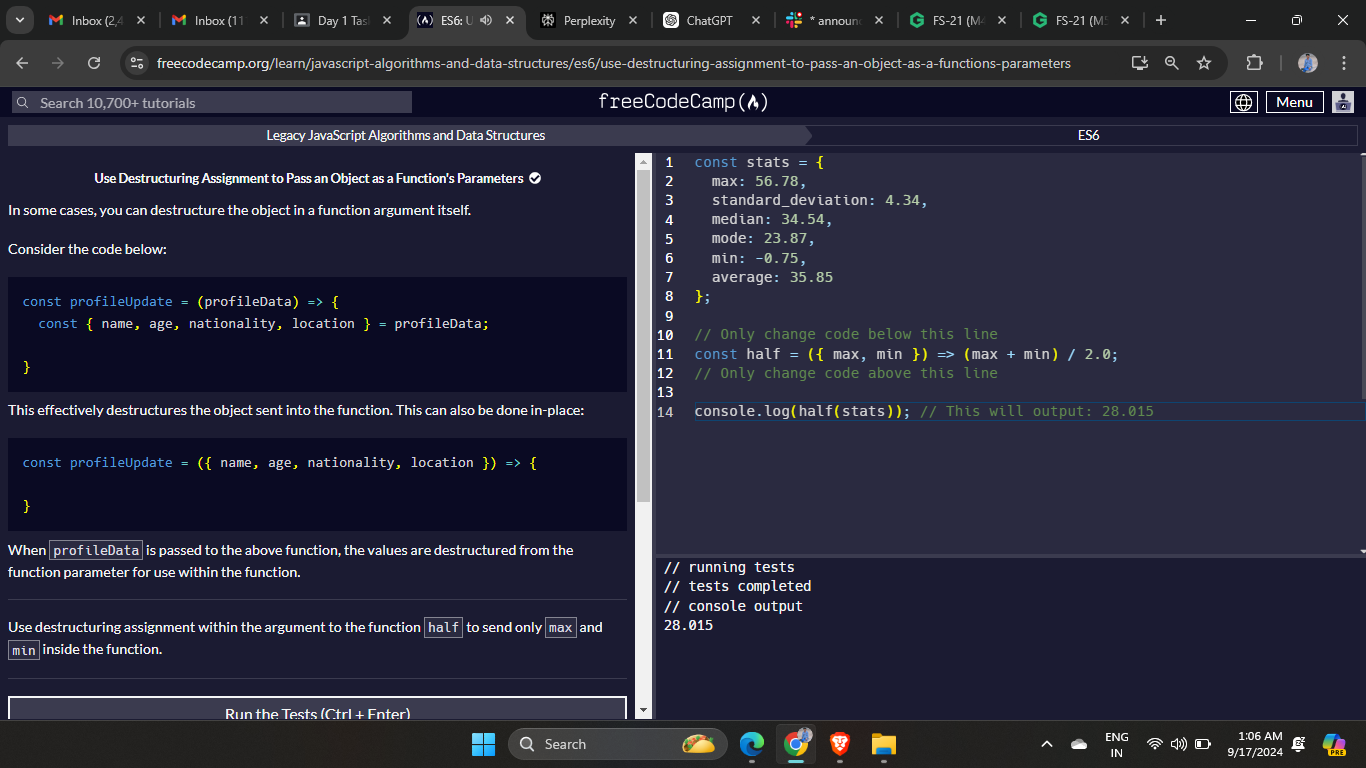 Inbox (2,4
Inbox (11
Day 1 Tas
ES6: U
Perplexity
ChatGPT
* announ
FS-21 (M4
FS-21 (M5
freecodecamp.org/learn/javascript-algorithms-and-data-structures/es6/use-destructuring-assignment-to-pass-an-object-as-a-functions-parameters
Search 10,700+ tutorials
freeCodeCamp
Menu
Legacy JavaScript Algorithms and Data Structures
ES6
Use Destructuring Assignment to Pass an Object as a Function's Parameters
In some cases, you can destructure the object in a function argument itself.
Consider the code below:
const profileUpdate = (profileData) => {
  const { name, age, nationality, location } = profileData;
}
This effectively destructures the object sent into the function. This can also be done in-place:
const profileUpdate = ({ name, age, nationality, location }) => {
}
When profileData is passed to the above function, the values are destructured from the
function parameter for use within the function.
Use destructuring assignment within the argument to the function half to send only max and
min inside the function.
Run the Tests (Ctrl + Enter)
1 const stats = {
2   max: 56.78,
3   standard_deviation: 4.34,
4   median: 34.54,
5   mode: 23.87,
6   min: -0.75,
7   average: 35.85
8 };
9
10 // Only change code below this line
11 const half = ({ max, min }) => (max + min) / 2.0;
12 // Only change code above this line
13
14 console.log(half(stats)); // This will output: 28.015
// running tests
// tests completed
// console output
28.015
Search
ENG
IN
1:06 AM
9/17/2024
PRE